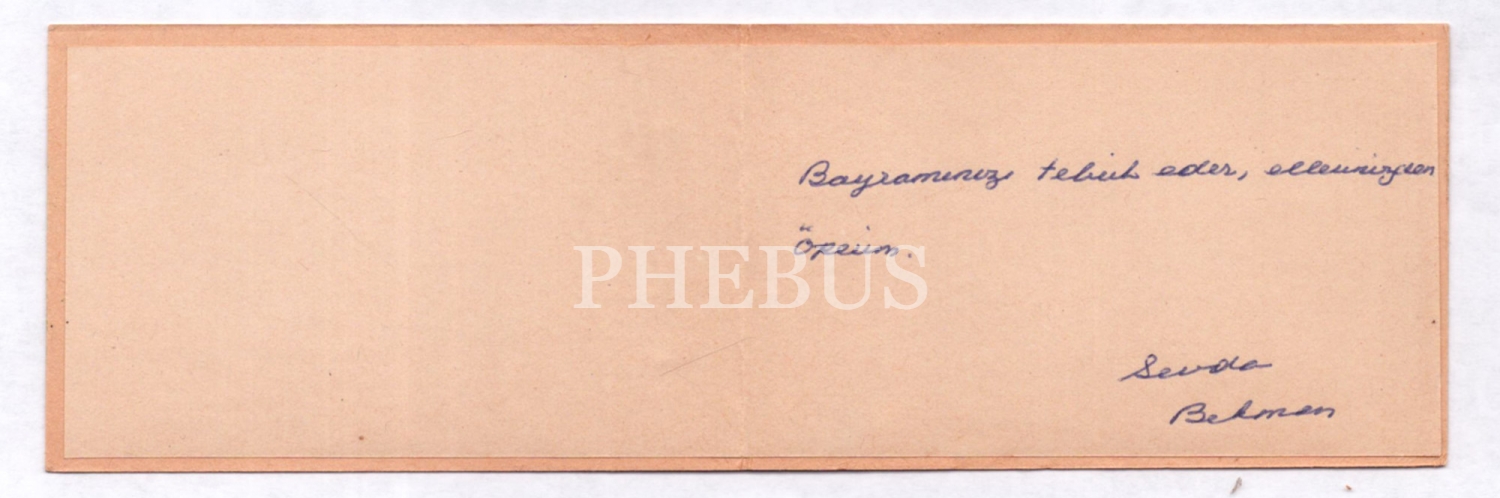 Bayramınızı tebrik eder, ellerinizden
Öperim.
PHEBUS
Sevda
Bekman